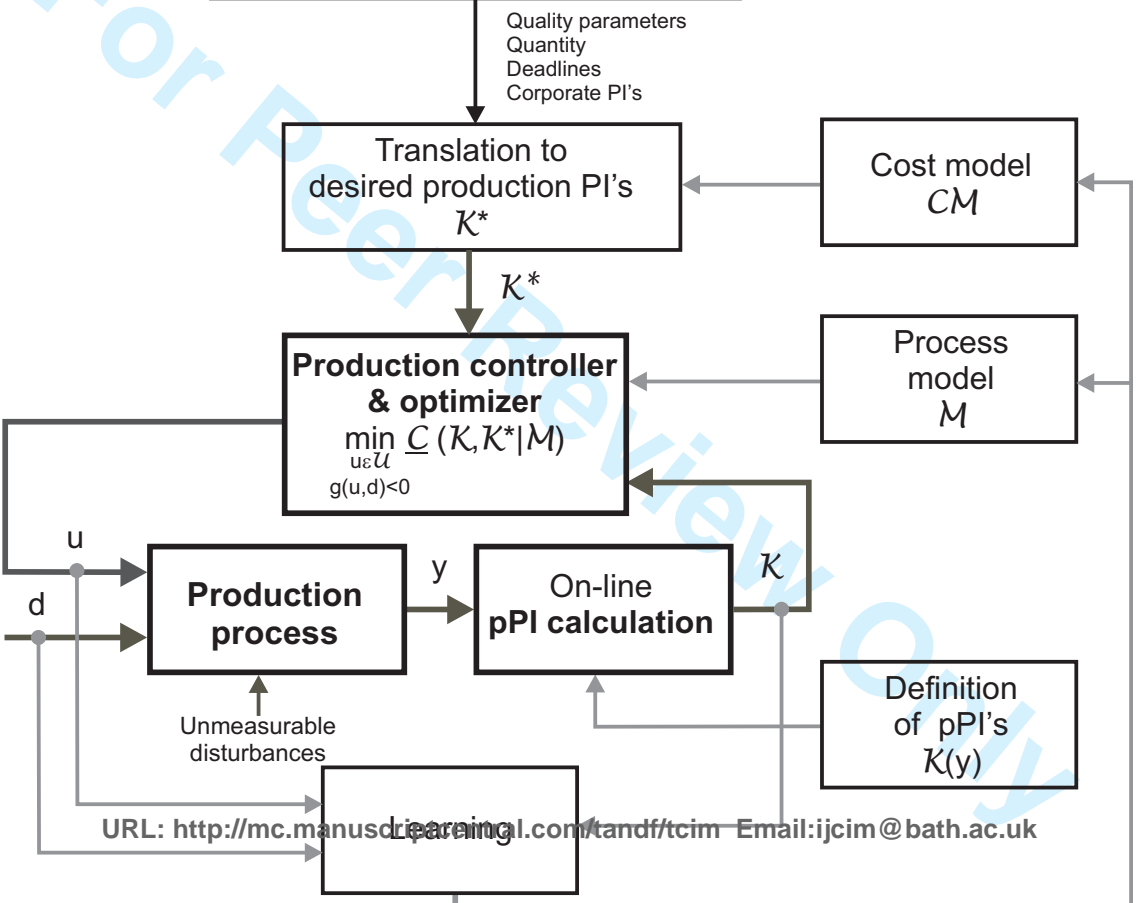 Quality parameters
Quantity
Deadlines
Corporate PI's
Translation to
desired production PI's
𝒦*
Cost model
𝒞ℳ
𝒦*
Production controller
& optimizer
min C (𝒦,𝒦*|ℳ)
uε𝒰
g(u,d)<0
Process
model
ℳ
u
d
Production
process
y
On-line
pPI calculation
𝒦
Unmeasurable
disturbances
Definition
of pPI's
𝒦(y)
Learning
URL: http://mc.manuscriptcentral.com/tandf/tcim Email:ijcim@bath.ac.uk
For Peer Review Only